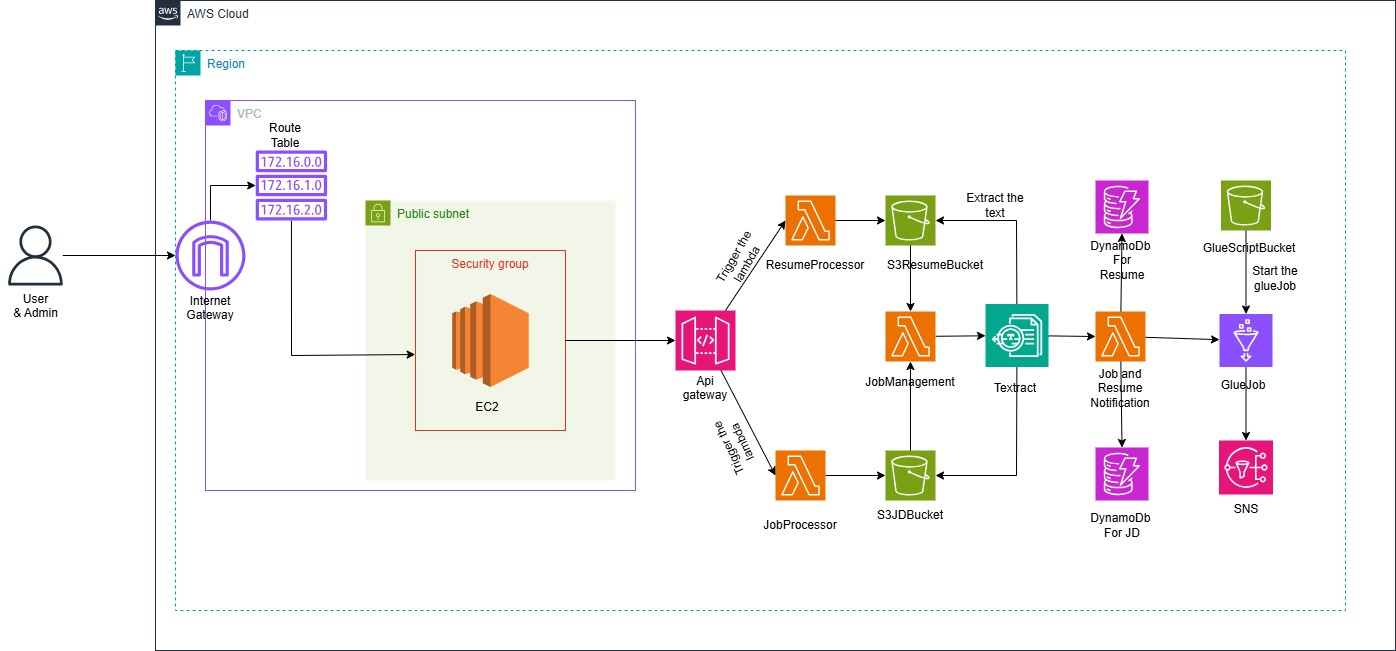 aws
AWS Cloud
Region
VPC
Route
Table
172.16.0.0
172.16.1.0
172.16.2.0
Internet
Gateway
User
& Admin
Public subnet
Security group
EC2
Api
gateway
Trigger the
lambda
Trigger the
lambda
ResumeProcessor
JobProcessor
S3ResumeBucket
JobManagement
S3JDBucket
Extract the
text
Textract
DynamoDb
For
Resume
Job and
Resume
Notification
DynamoDb
For JD
GlueScriptBucket
Start the
glueJob
GlueJob
SNS